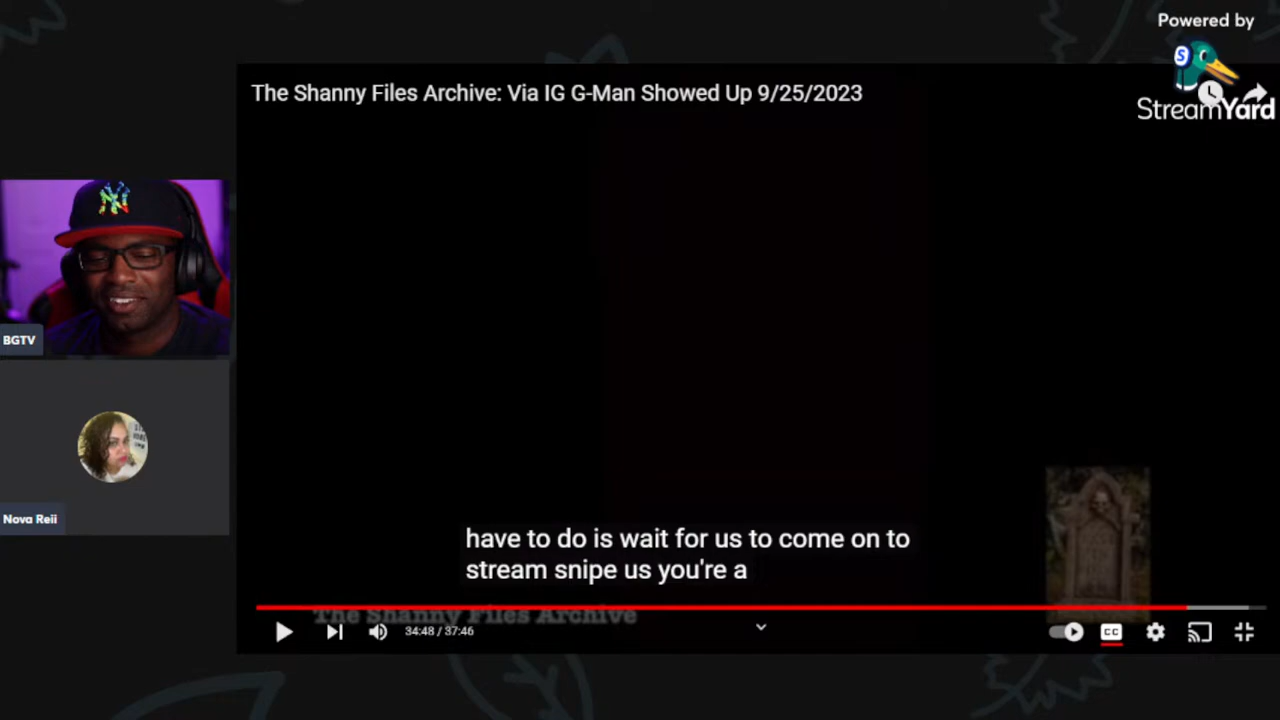 Powered by
StreamYard
The Shanny Files Archive: Via IG G-Man Showed Up 9/25/2023
NY
BGTV
Nova Reii
have to do is wait for us to come on to
stream snipe us you're a
The Shanny Files Archive
34:48 / 37:46
CC